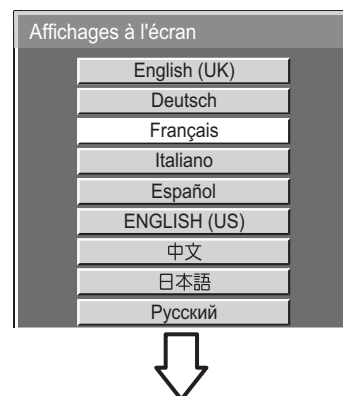 Affichages à l'écran
English (UK)
Deutsch
Français
Italiano
Español
ENGLISH (US)
中文
日本語
Русский